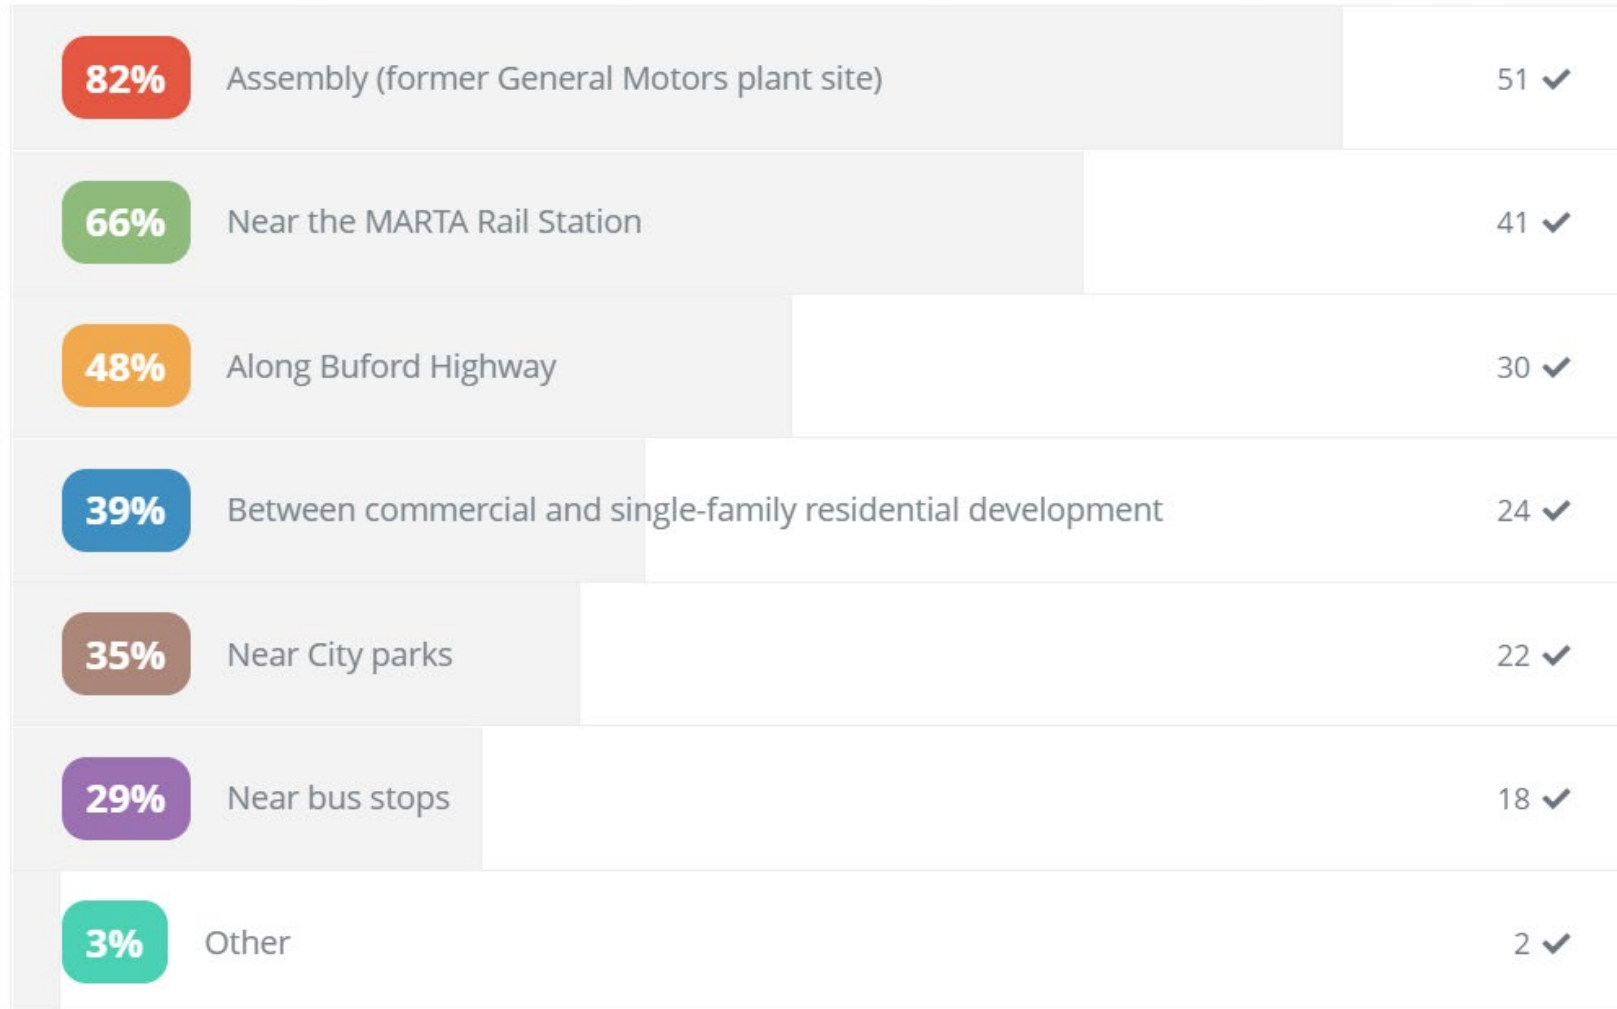 82% Assembly (former General Motors plant site) 51 ✔
66% Near the MARTA Rail Station 41 ✔
48% Along Buford Highway 30 ✔
39% Between commercial and single-family residential development 24 ✔
35% Near City parks 22 ✔
29% Near bus stops 18 ✔
3% Other 2 ✔